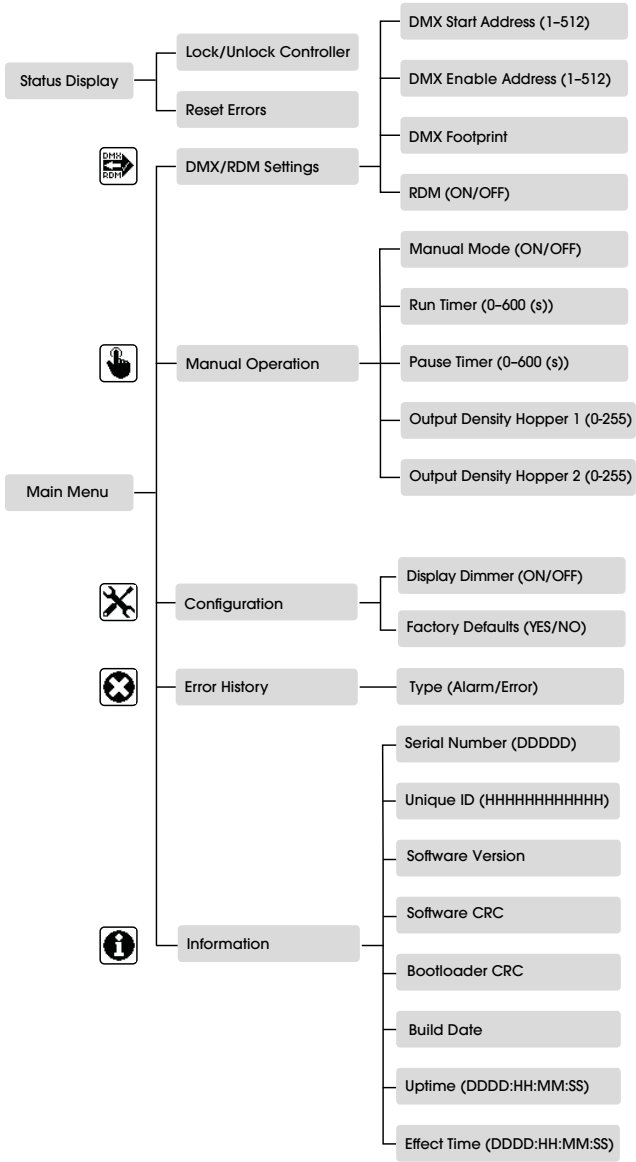 Status Display
Lock/Unlock Controller
Reset Errors
DMX
RDM
DMX/RDM Settings
DMX Start Address (1–512)
DMX Enable Address (1–512)
DMX Footprint
RDM (ON/OFF)
Main Menu
Manual Operation
Manual Mode (ON/OFF)
Run Timer (0–600 (s))
Pause Timer (0–600 (s))
Output Density Hopper 1 (0-255)
Output Density Hopper 2 (0-255)
Configuration
Display Dimmer (ON/OFF)
Factory Defaults (YES/NO)
Error History
Type (Alarm/Error)
Information
Serial Number (DDDDD)
Unique ID (HHHHHHHHHHHH)
Software Version
Software CRC
Bootloader CRC
Build Date
Uptime (DDDD:HH:MM:SS)
Effect Time (DDDD:HH:MM:SS)